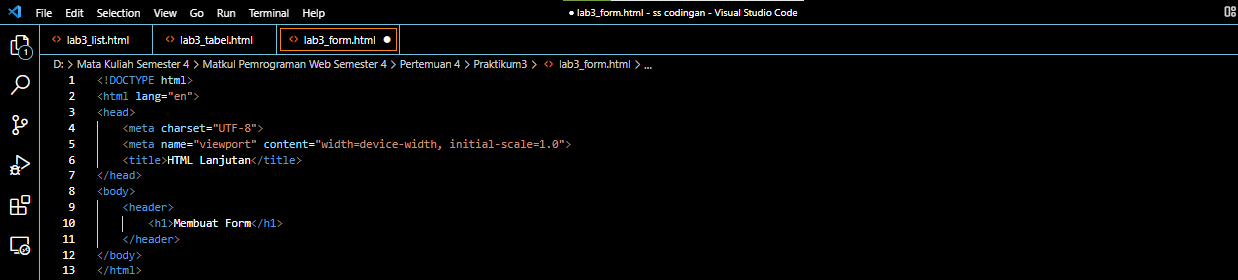 File Edit Selection View Go Run Terminal Help ● lab3_form.html - ss codingan - Visual Studio Code
<> lab3_list.html <> lab3_tabel.html <> lab3_form.html ●
1
D: > Mata Kuliah Semester 4 > Matkul Pemrograman Web Semester 4 > Pertemuan 4 > Praktikum3 > <> lab3_form.html > ...
1 <!DOCTYPE html>
2 <html lang="en">
3 <head>
4     <meta charset="UTF-8">
5     <meta name="viewport" content="width=device-width, initial-scale=1.0">
6     <title>HTML Lanjutan</title>
7 </head>
8 <body>
9     <header>
10         <h1>Membuat Form</h1>
11     </header>
12 </body>
13 </html>